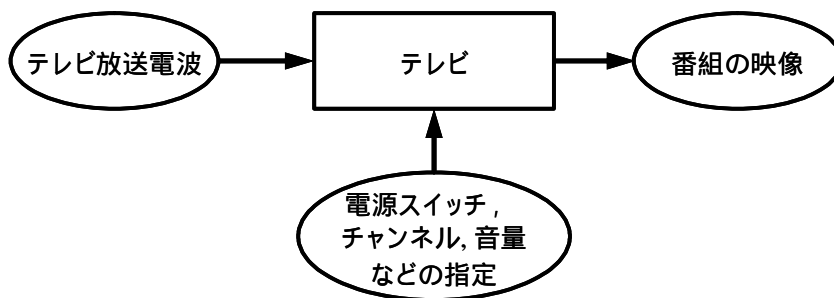 テレビ放送電波
テレビ
番組の映像
電源スイッチ,
チャンネル, 音量
などの指定